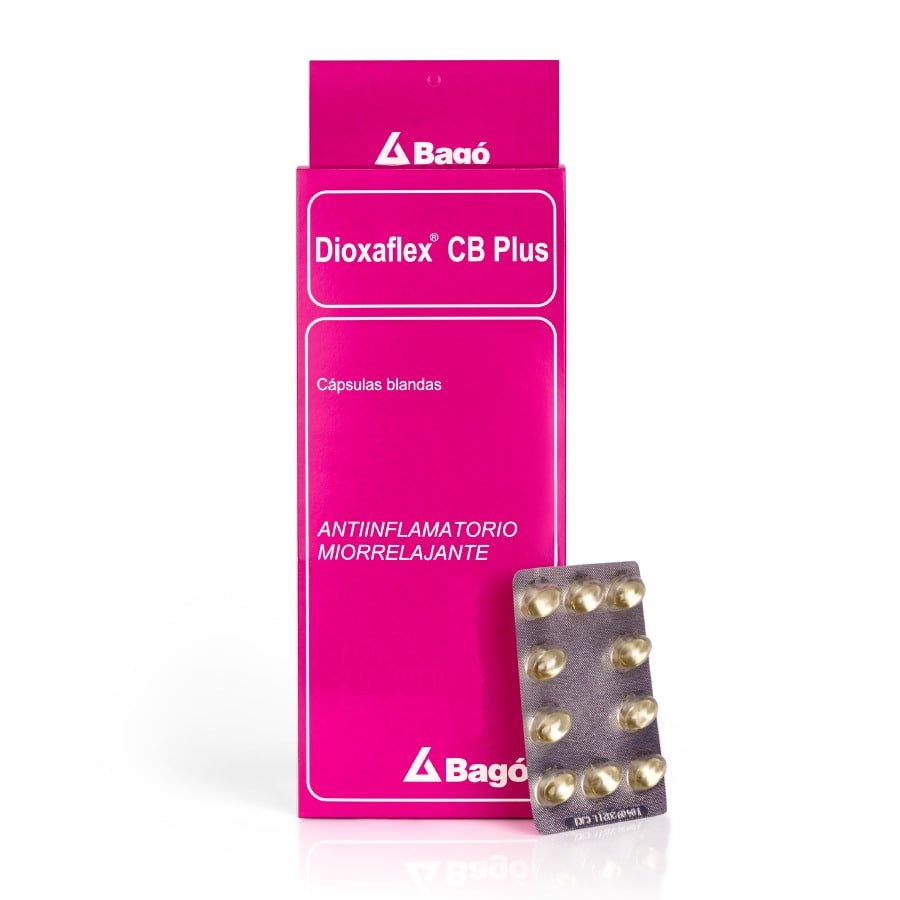 Bagó
Dioxaflex® CB Plus
Cápsulas blandas
ANTIINFLAMATORIO
MIORRELAJANTE
Bagó